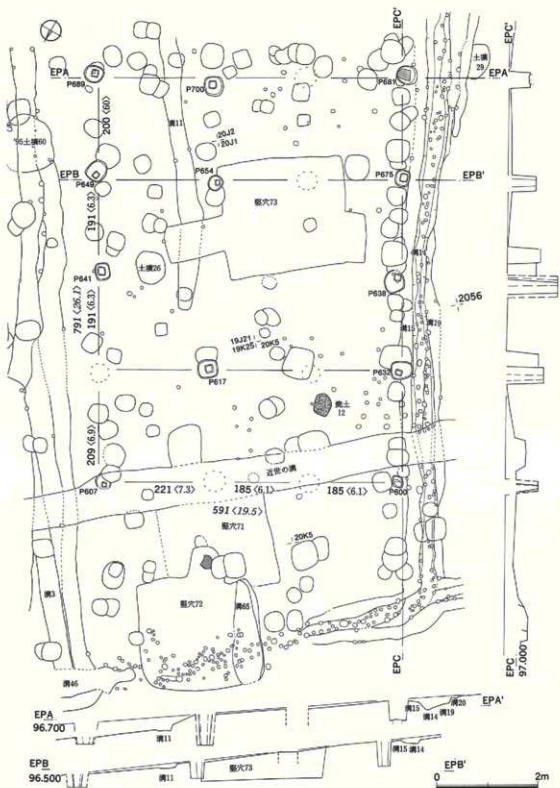 EPC'
土壙
29
EPA
EPA'
P689
P700
P681
200 (60)
溝11
20J2
20J1
95土壙60
EPB
EPB'
P649
P654
P675
191 (6.3)
竪穴73
土壙26
溝14
P641
P638
791 (26.1)
191 (6.3)
溝15
溝19
2056
19J21
19K25
20K5
P617
P632
焼土
12
209 (6.9)
近世の溝
P607
221 (7.3)
185 (6.1)
185 (6.1)
P600
591 (19.5)
竪穴71
20K5
溝3
竪穴72
溝65
溝46
EPC
EPC
97.000
EPA
96.700
溝11
溝15
溝14
溝19
溝20
EPA'
EPB
96.500
溝11
竪穴73
溝15
溝14
EPB'
0
2m